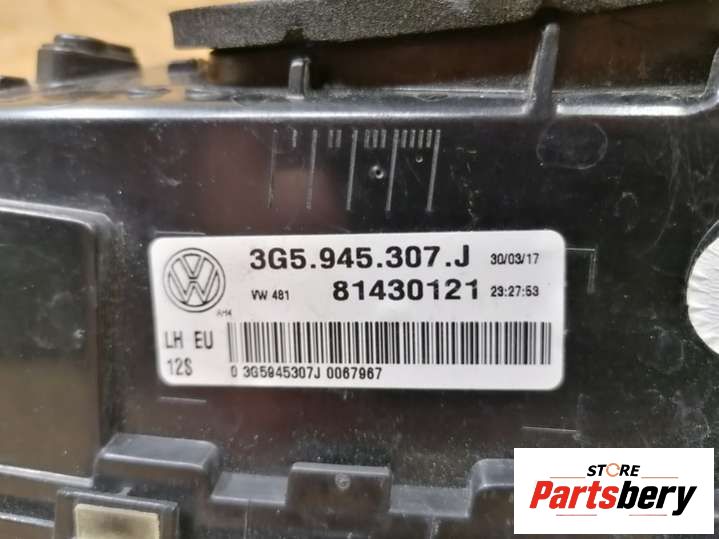 3G5.945.307.J 30/03/17
VW 481 81430121 23:27:53
AH4
LH EU
12S
0 3G5945307J 0067967
STORE
Partsbery